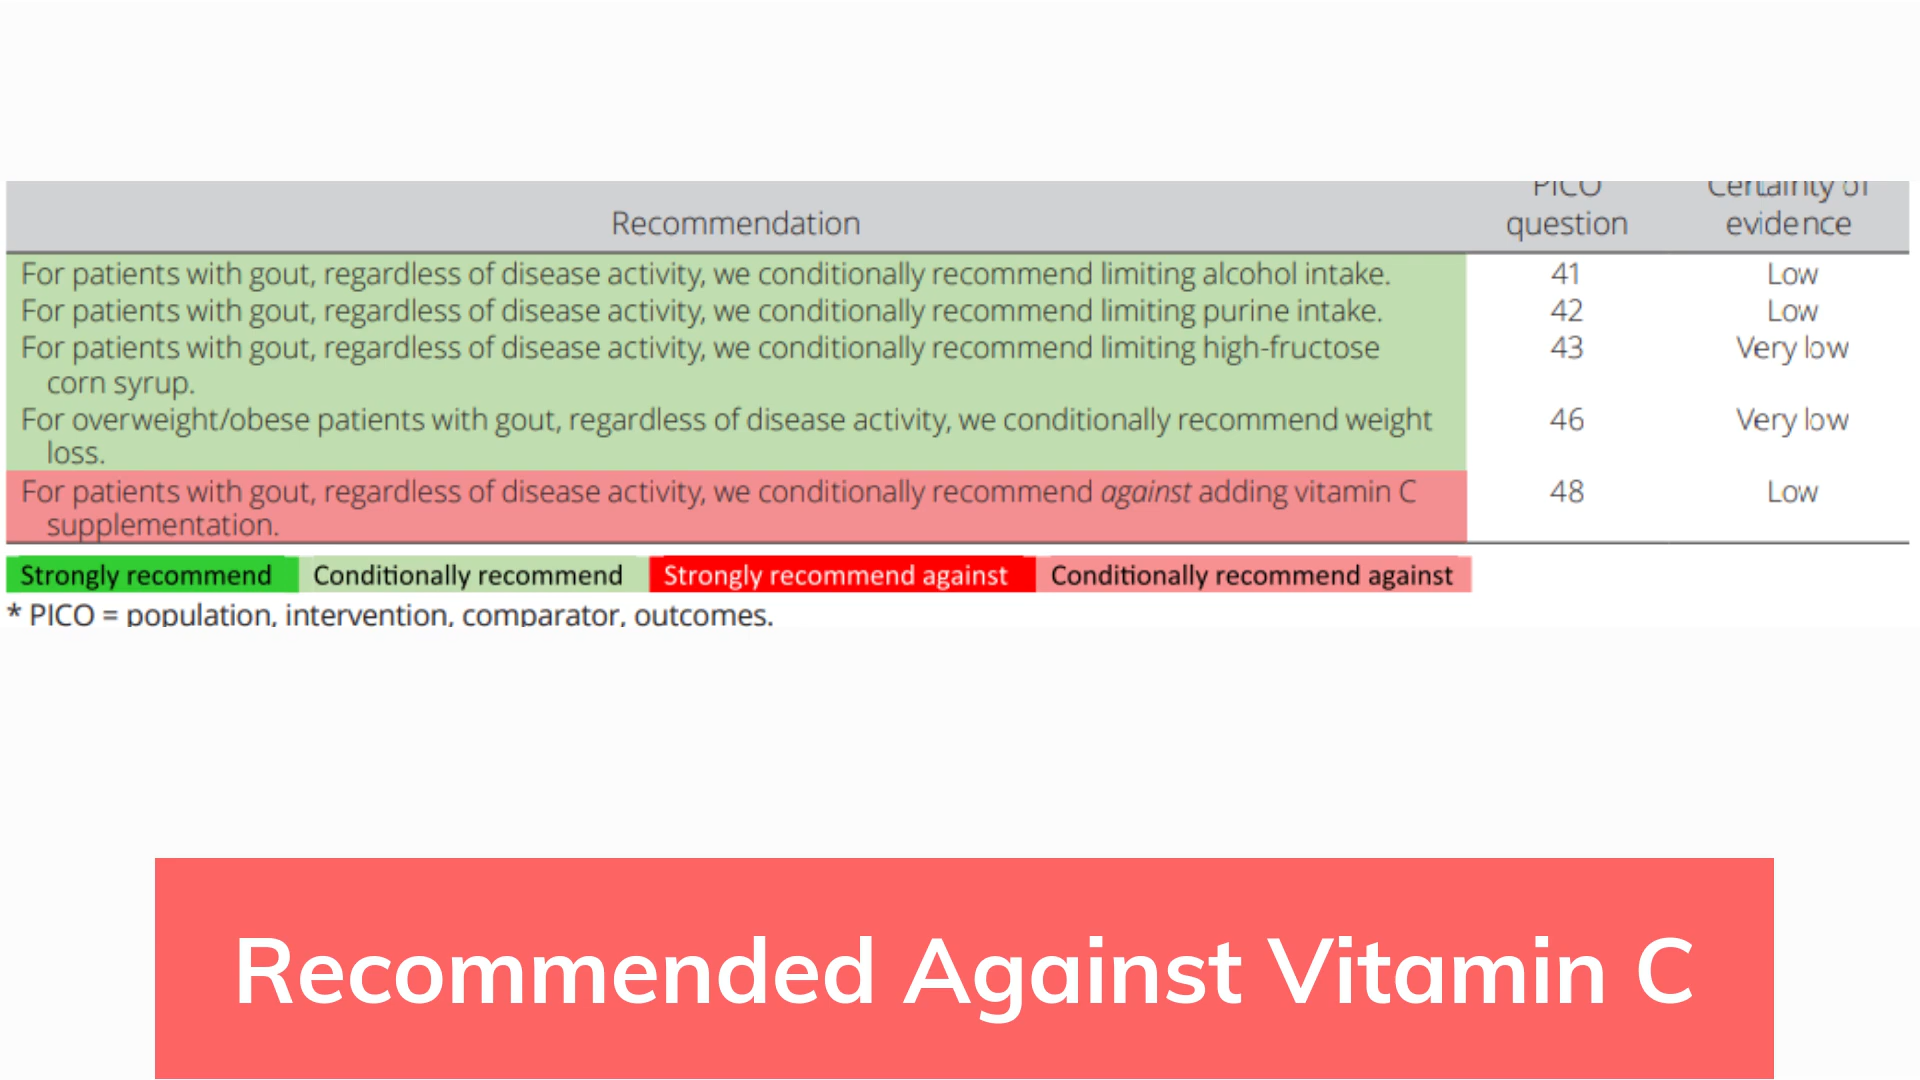 PICO Certainty of
Recommendation question evidence
For patients with gout, regardless of disease activity, we conditionally recommend limiting alcohol intake. 41 Low
For patients with gout, regardless of disease activity, we conditionally recommend limiting purine intake. 42 Low
For patients with gout, regardless of disease activity, we conditionally recommend limiting high-fructose 43 Very low
corn syrup.
For overweight/obese patients with gout, regardless of disease activity, we conditionally recommend weight 46 Very low
loss.
For patients with gout, regardless of disease activity, we conditionally recommend against adding vitamin C 48 Low
supplementation.
Strongly recommend Conditionally recommend Strongly recommend against Conditionally recommend against
* PICO = population, intervention, comparator, outcomes.
Recommended Against Vitamin C